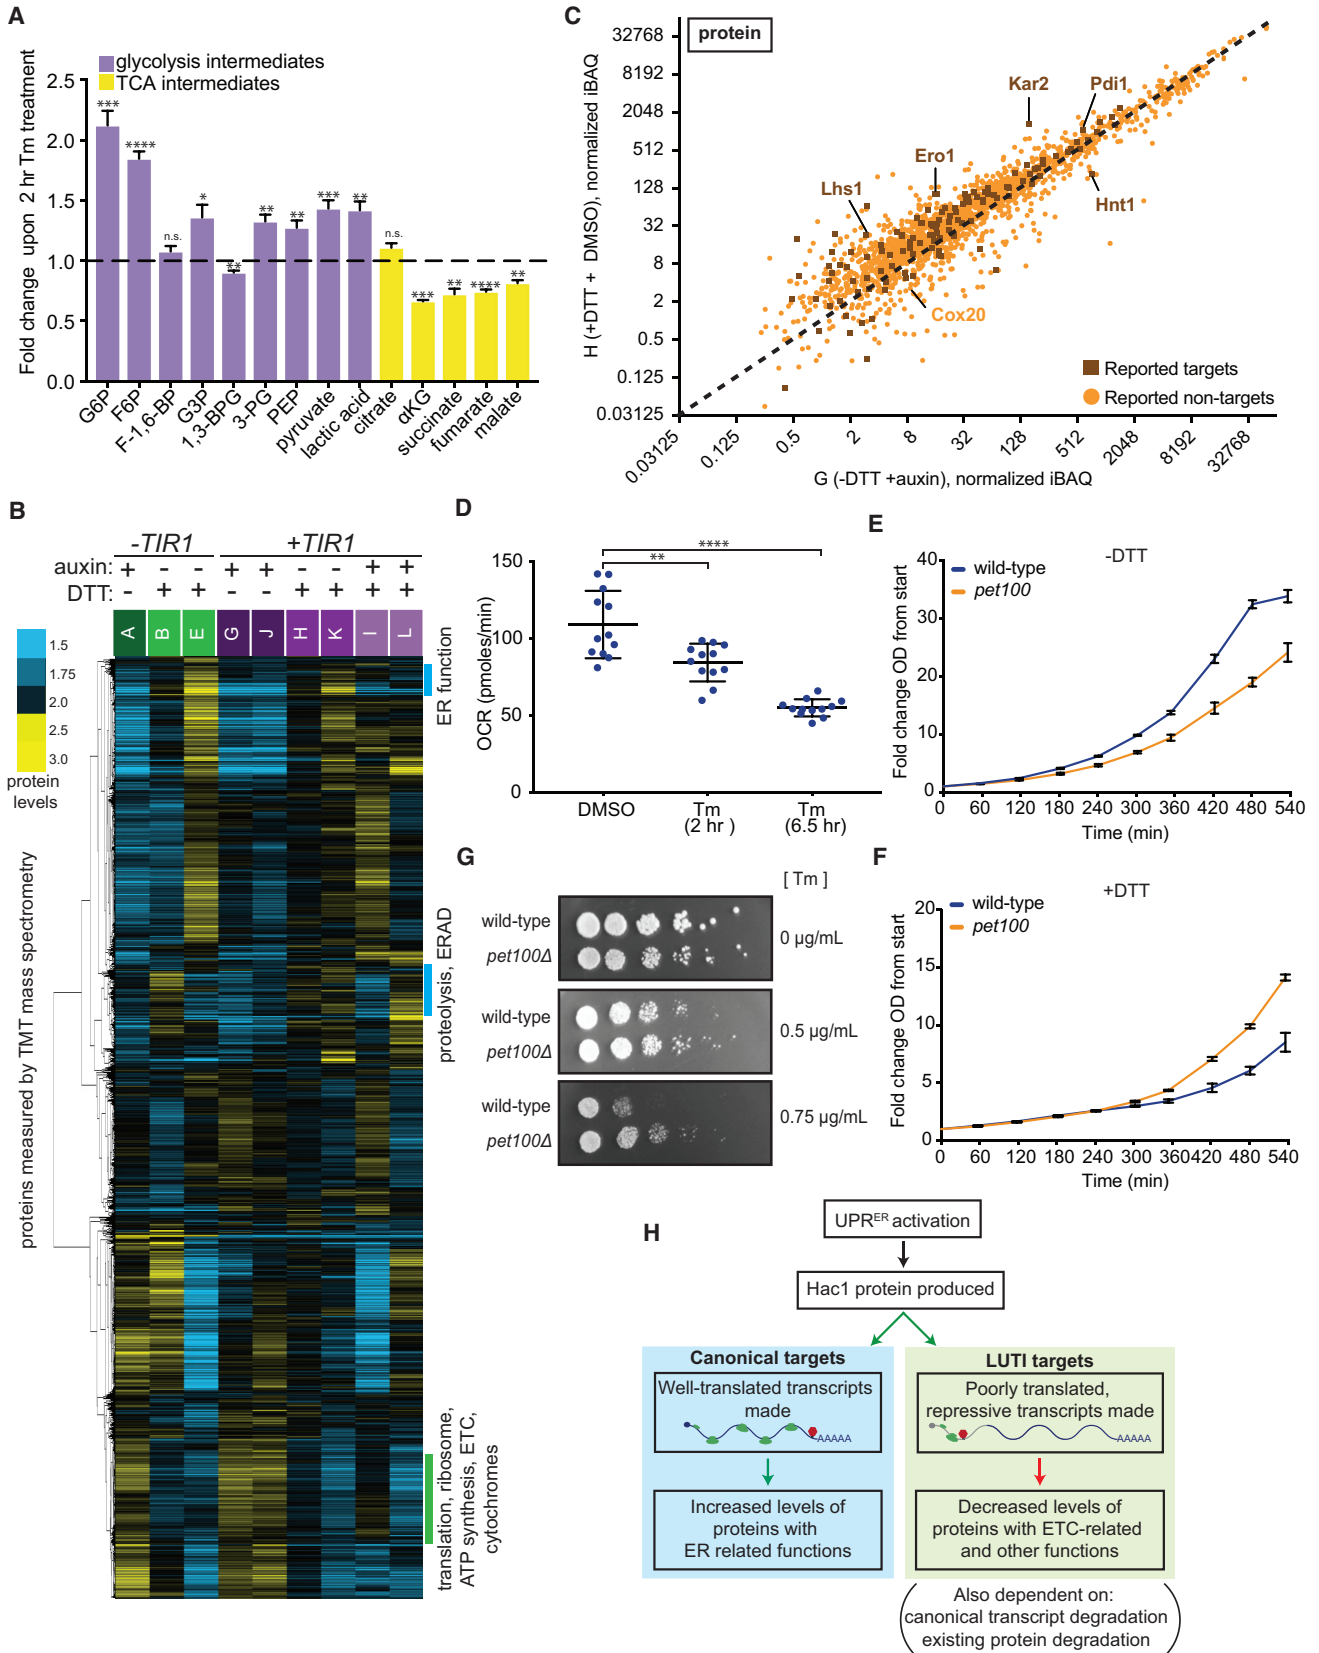 A
glycolysis intermediates
TCA intermediates
Fold change upon 2 hr Tm treatment
2.5
2.0
1.5
1.0
0.5
0.0
***
****
n.s.
*
**
**
**
***
**
n.s.
***
**
****
**
G6P
F6P
F-1,6-BP
G3P
1,3-BPG
3-PG
PEP
pyruvate
lactic acid
citrate
αKG
succinate
fumarate
malate
C
protein
H (+DTT + DMSO), normalized iBAQ
32768
8192
2048
512
128
32
8
2
0.5
0.125
0.03125
Kar2
Pdi1
Ero1
Lhs1
Hnt1
Cox20
Reported targets
Reported non-targets
0.03125
0.125
0.5
2
8
32
128
512
2048
8192
32768
G (-DTT +auxin), normalized iBAQ
B
-TIR1
+TIR1
auxin: + - - + + - - + +
DTT: - + + - - + + + +
A B E G J H K I L
1.5
1.75
2.0
2.5
3.0
protein
levels
proteins measured by TMT mass spectrometry
ER function
proteolysis, ERAD
translation, ribosome,
ATP synthesis, ETC,
cytochromes
D
OCR (pmoles/min)
150
100
50
0
****
**
DMSO
Tm
(2 hr )
Tm
(6.5 hr)
E
-DTT
wild-type
pet100
Fold change OD from start
40
30
20
10
0
0 60 120 180 240 300 360 420 480 540
Time (min)
F
+DTT
wild-type
pet100
Fold change OD from start
20
15
10
5
0
0 60 120 180 240 300 360 420 480 540
Time (min)
G
[ Tm ]
wild-type
pet100Δ
0 µg/mL
wild-type
pet100Δ
0.5 µg/mL
wild-type
pet100Δ
0.75 µg/mL
H
UPRᴱᴿ activation
Hac1 protein produced
Canonical targets
Well-translated transcripts
made
AAAAA
Increased levels of
proteins with
ER related functions
LUTI targets
Poorly translated,
repressive transcripts made
AAAAA
Decreased levels of
proteins with ETC-related
and other functions
Also dependent on:
canonical transcript degradation
existing protein degradation